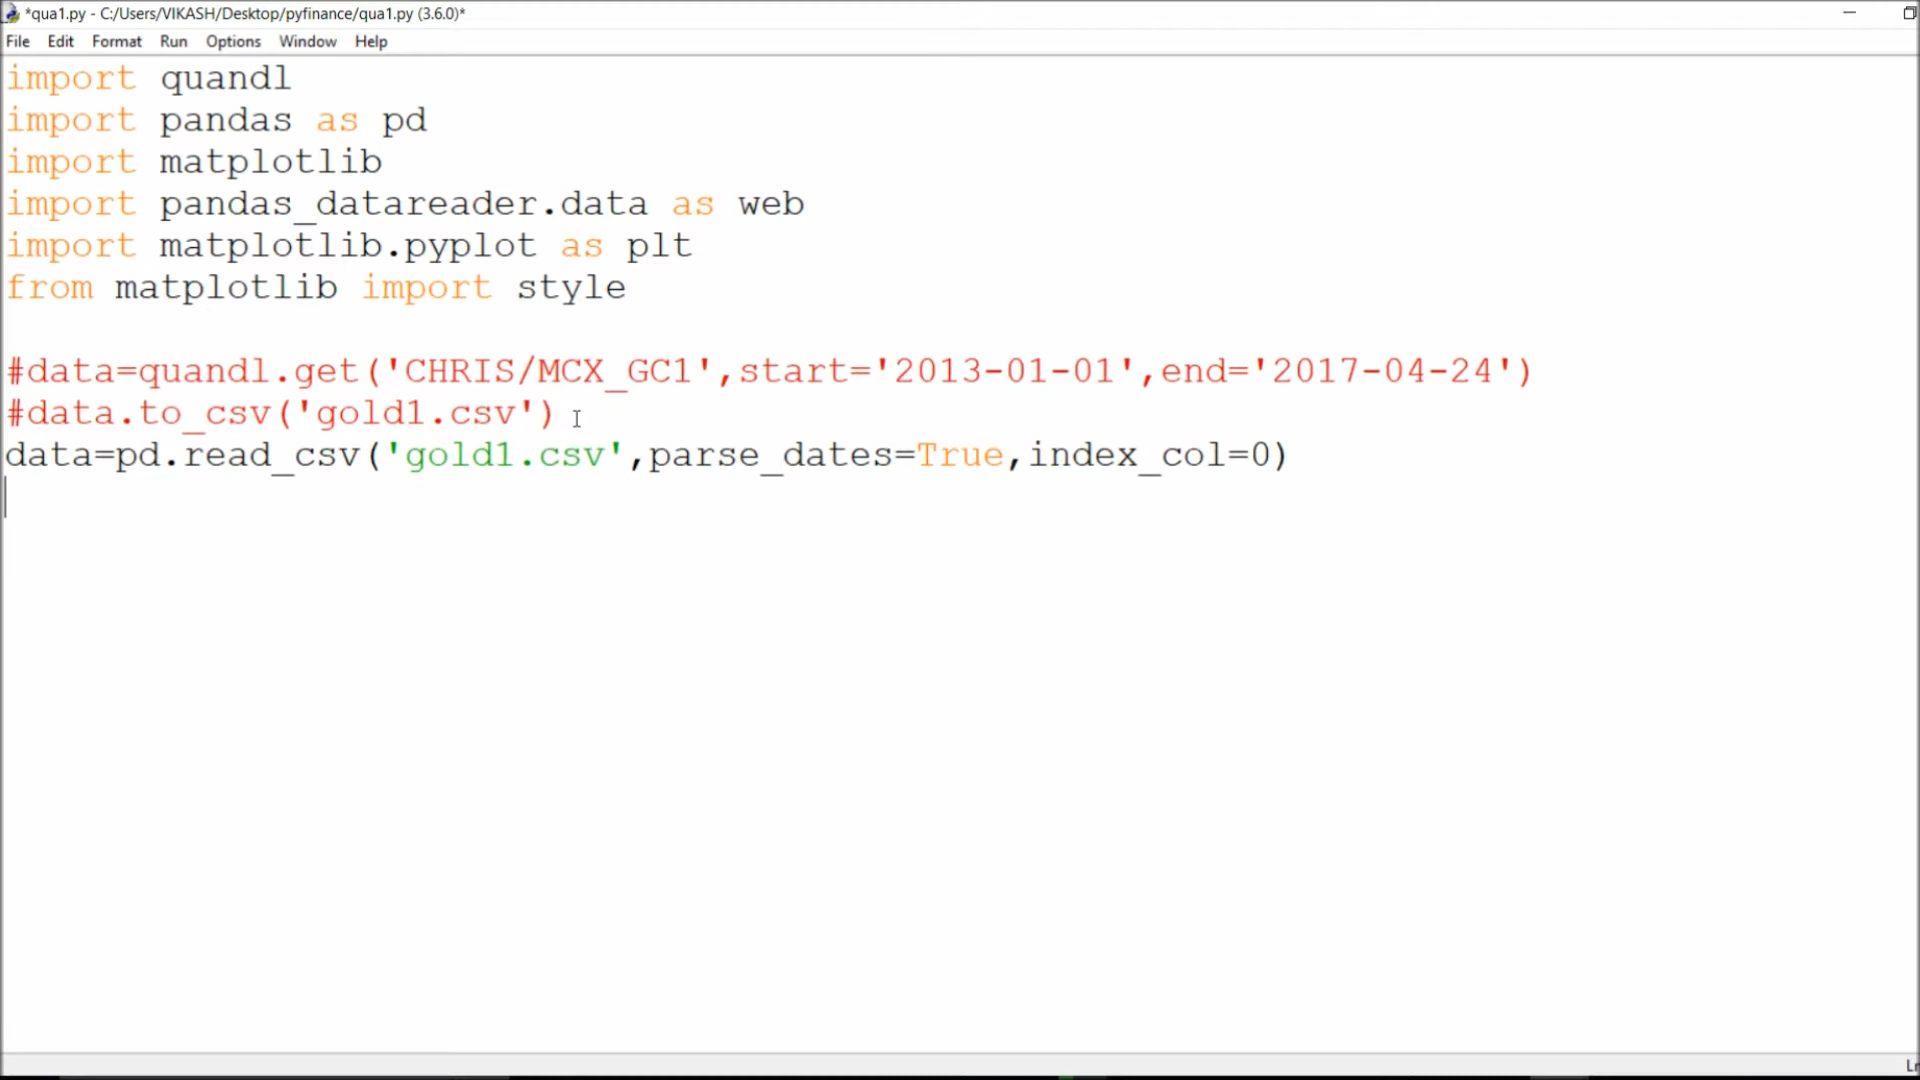 *qua1.py - C:/Users/VIKASH/Desktop/pyfinance/qua1.py (3.6.0)*
File Edit Format Run Options Window Help
import quandl
import pandas as pd
import matplotlib
import pandas_datareader.data as web
import matplotlib.pyplot as plt
from matplotlib import style
#data=quandl.get('CHRIS/MCX_GC1',start='2013-01-01',end='2017-04-24')
#data.to_csv('gold1.csv')
data=pd.read_csv('gold1.csv',parse_dates=True,index_col=0)